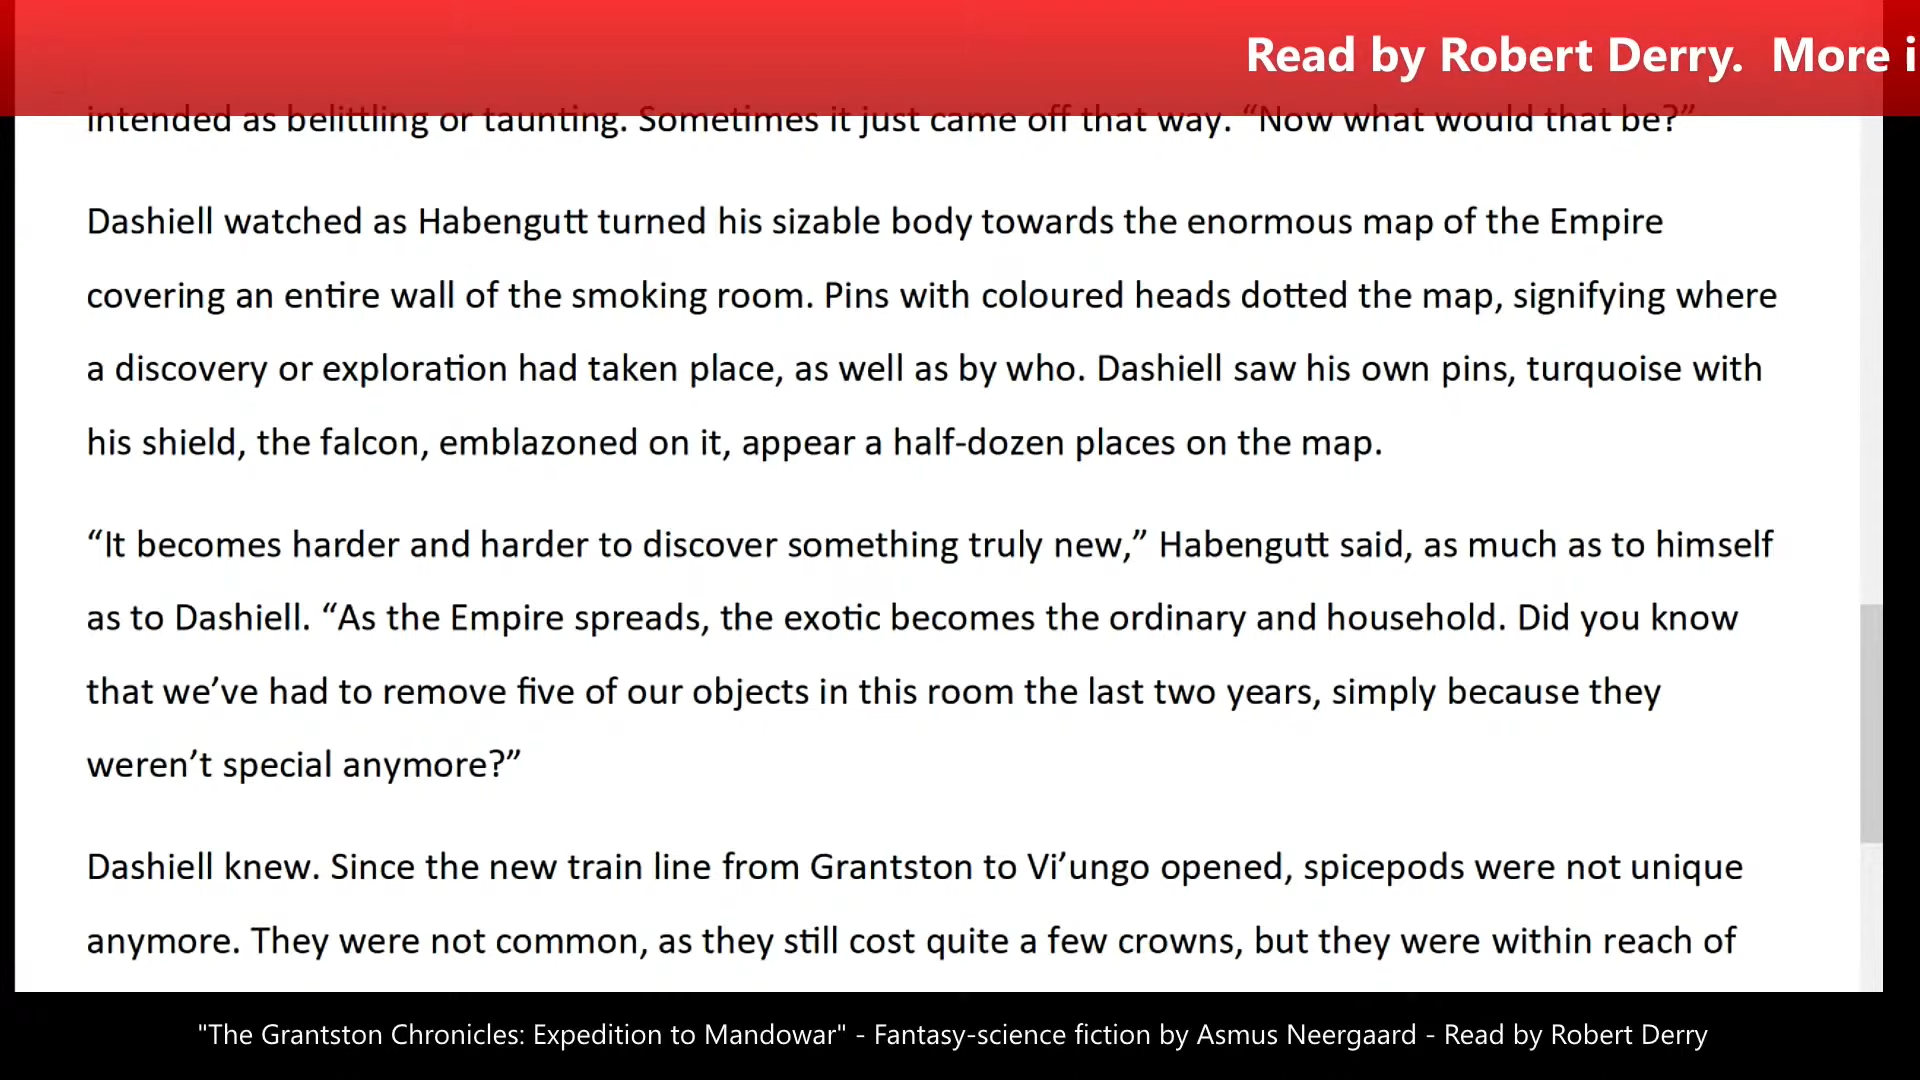 Read by Robert Derry.  More i
intended as belittling or taunting. Sometimes it just came off that way. “Now what would that be?”
Dashiell watched as Habengutt turned his sizable body towards the enormous map of the Empire
covering an entire wall of the smoking room. Pins with coloured heads dotted the map, signifying where
a discovery or exploration had taken place, as well as by who. Dashiell saw his own pins, turquoise with
his shield, the falcon, emblazoned on it, appear a half-dozen places on the map.
“It becomes harder and harder to discover something truly new,” Habengutt said, as much as to himself
as to Dashiell. “As the Empire spreads, the exotic becomes the ordinary and household. Did you know
that we’ve had to remove five of our objects in this room the last two years, simply because they
weren’t special anymore?”
Dashiell knew. Since the new train line from Grantston to Vi’ungo opened, spicepods were not unique
anymore. They were not common, as they still cost quite a few crowns, but they were within reach of
"The Grantston Chronicles: Expedition to Mandowar" - Fantasy-science fiction by Asmus Neergaard - Read by Robert Derry